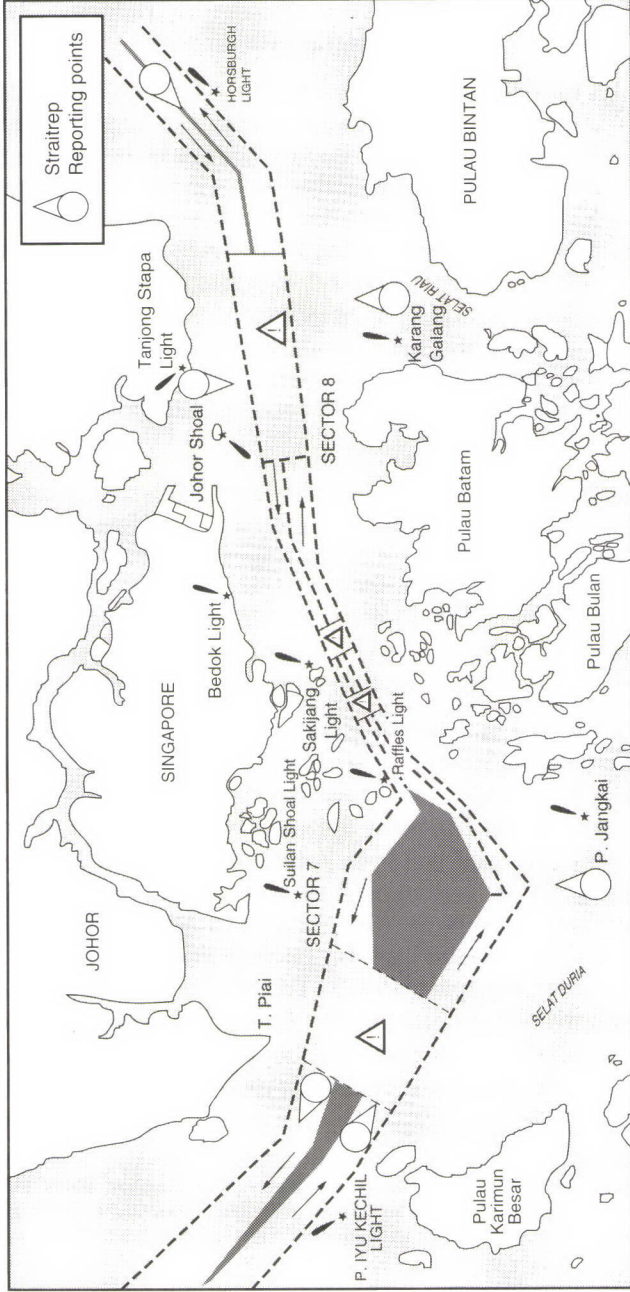 Straitrep
Reporting points
HORSBURGH
LIGHT
Tanjong Stapa
Light
Johor Shoal
PULAU BINTAN
SELAT RIAU
Karang
Galang
SECTOR 8
Pulau Batam
Pulau Bulan
SINGAPORE
Bedok Light
Sakijang
Light
Raffles Light
Suilan Shoal Light
SECTOR 7
JOHOR
T. Piai
P. Jangkai
SELAT DURIA
P. IYU KECHIL
LIGHT
Pulau
Karimun
Besar
!
!
!
!